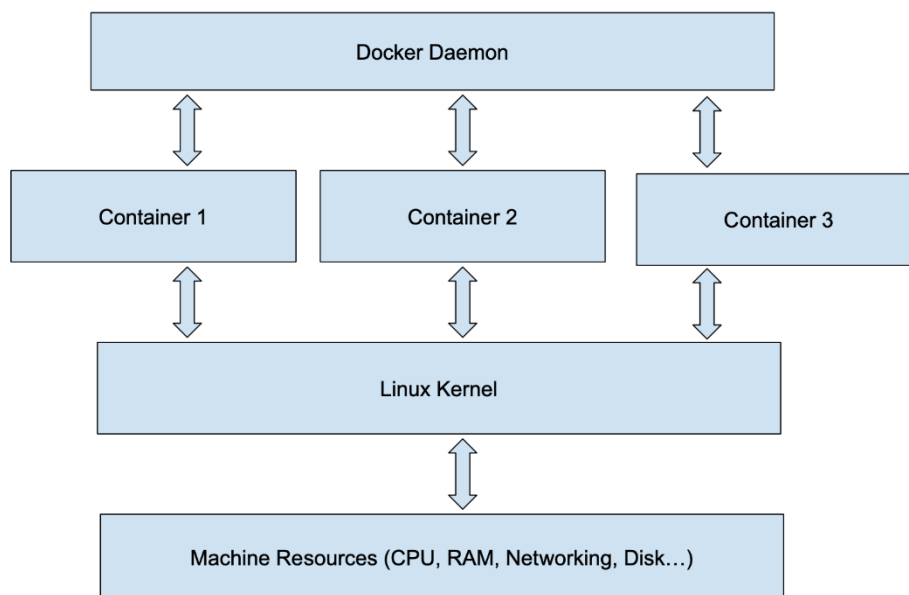 Docker Daemon
Container 1
Container 2
Container 3
Linux Kernel
Machine Resources (CPU, RAM, Networking, Disk…)